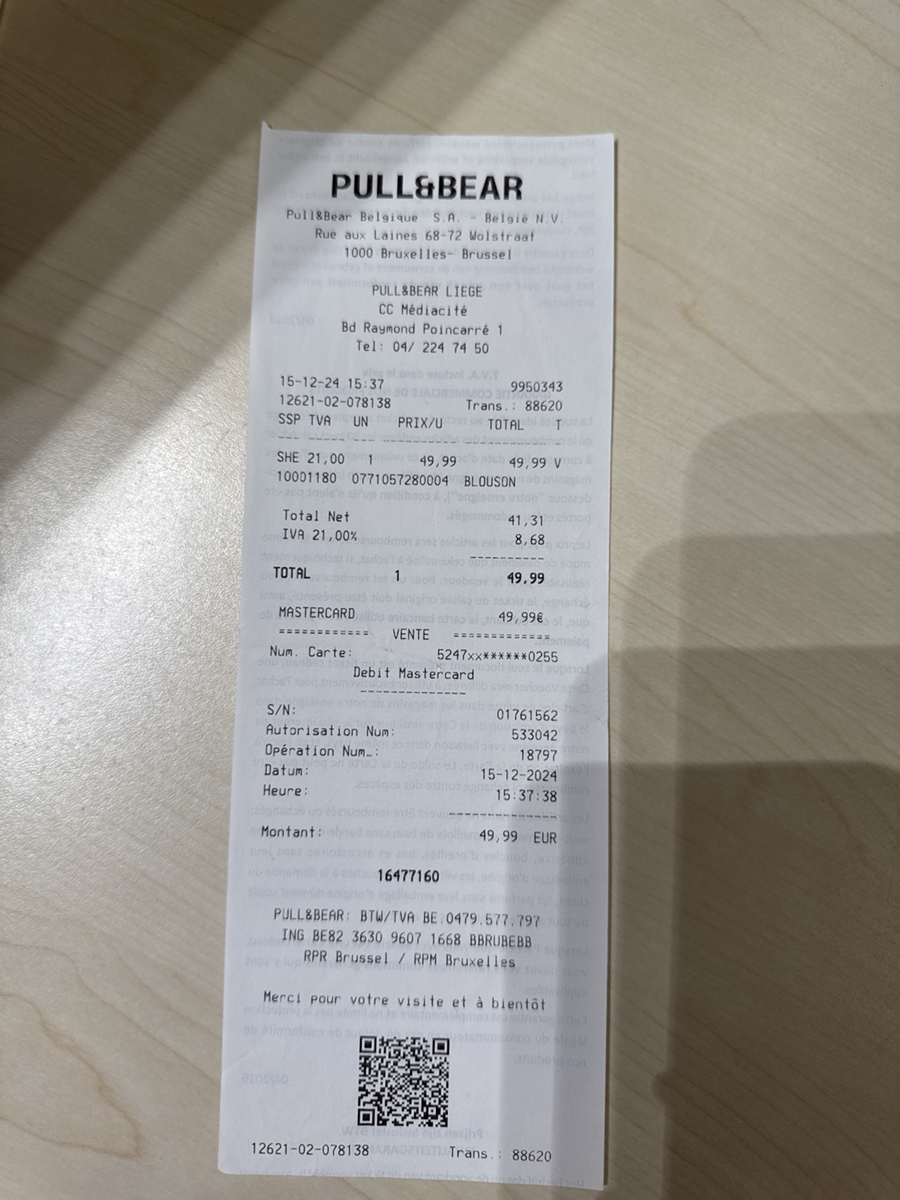 PULL&BEAR
Pull&Bear Belgique S.A. - België N.V.
Rue aux Laines 68-72 Wolstraat
1000 Bruxelles- Brussel
PULL&BEAR LIEGE
CC Médiacité
Bd Raymond Poincarré 1
Tel: 04/ 224 74 50
15-12-24 15:37 9950343
12621-02-078138 Trans.: 88620
SSP TVA UN PRIX/U TOTAL T
SHE 21,00 1 49,99 49,99 V
10001180 0771057280004 BLOUSON
Total Net 41,31
IVA 21,00% 8,68
TOTAL 1 49,99
MASTERCARD 49,99€
============ VENTE =============
Num. Carte: 5247xx******0255
Debit Mastercard
--------------
S/N: 01761562
Autorisation Num: 533042
Opération Num.: 18797
Datum: 15-12-2024
Heure: 15:37:38
--------------
Montant: 49,99 EUR
16477160
PULL&BEAR: BTW/TVA BE.0479.577.797
ING BE82 3630 9607 1668 BBRUBEBB
RPR Brussel / RPM Bruxelles
Merci pour votre visite et à bientôt
12621-02-078138 Trans.: 88620